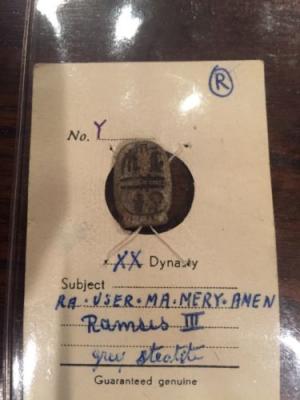 R
No. Y
XX Dynasty
Subject
RA·USER·MA·MERY·AMEN
Ramses III
grey steatite
Guaranteed genuine